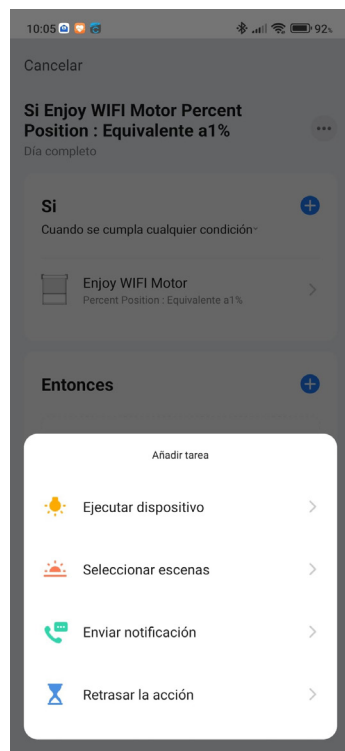 10:05 92%
Cancelar
Si Enjoy WIFI Motor Percent
Position : Equivalente a1%
Día completo
Si
Cuando se cumpla cualquier condición
Enjoy WIFI Motor
Percent Position : Equivalente a1%
Entonces
Añadir tarea
Ejecutar dispositivo
Seleccionar escenas
Enviar notificación
Retrasar la acción